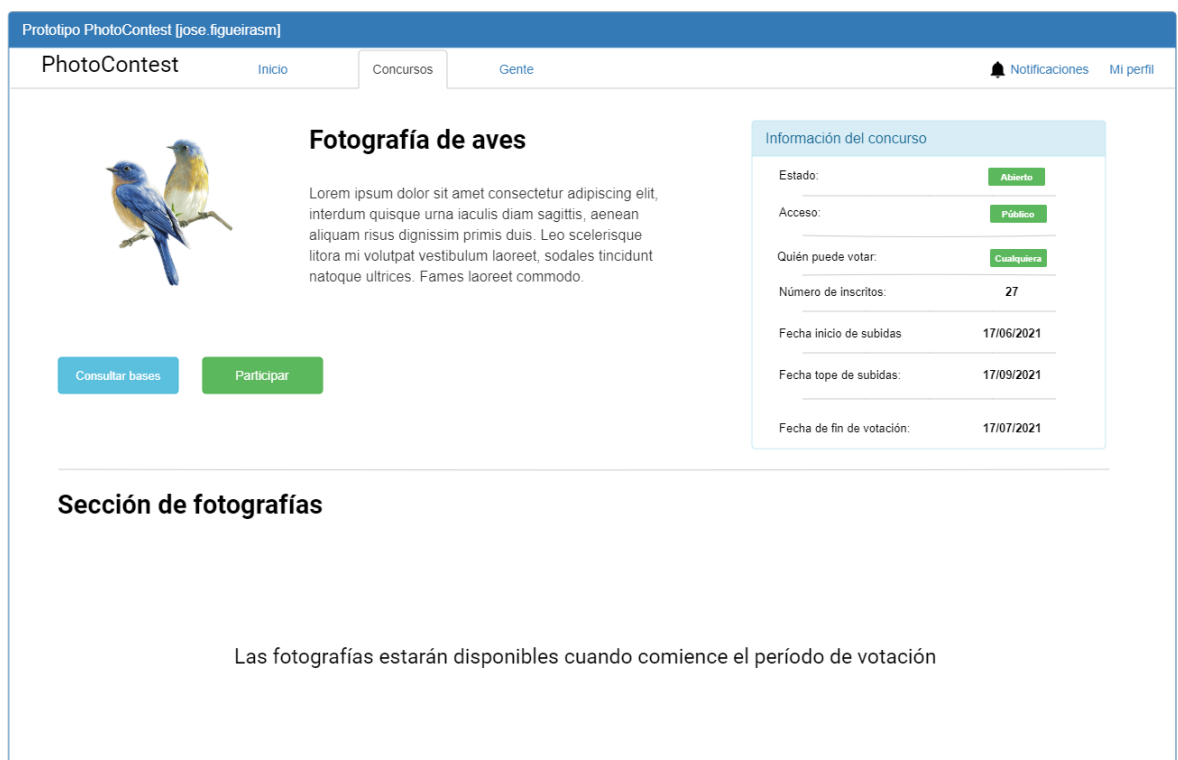 Prototipo PhotoContest [jose.figueirasm]
PhotoContest
Inicio
Concursos
Gente
Notificaciones
Mi perfil
Fotografía de aves
Lorem ipsum dolor sit amet consectetur adipiscing elit,
interdum quisque urna iaculis diam sagittis, aenean
aliquam risus dignissim primis duis. Leo scelerisque
litora mi volutpat vestibulum laoreet, sodales tincidunt
natoque ultrices. Fames laoreet commodo.
Consultar bases
Participar
Información del concurso
Estado: Abierto
Acceso: Público
Quién puede votar: Cualquiera
Número de inscritos: 27
Fecha inicio de subidas 17/06/2021
Fecha tope de subidas: 17/09/2021
Fecha de fin de votación: 17/07/2021
Sección de fotografías
Las fotografías estarán disponibles cuando comience el período de votación